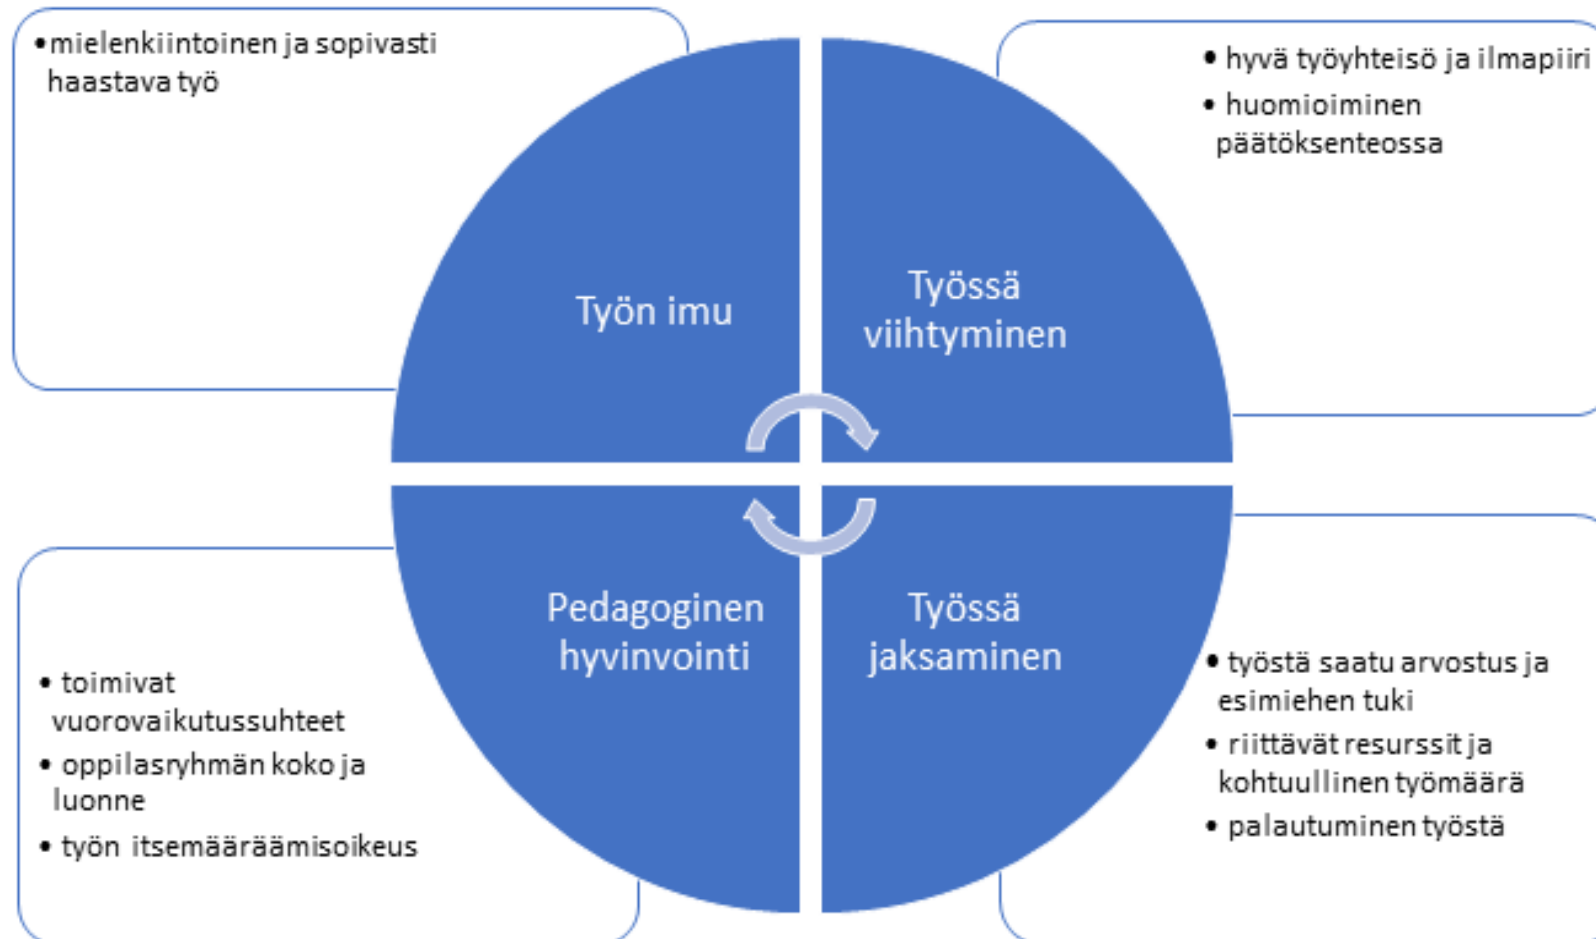 •mielenkiintoinen ja sopivasti
haastava työ
• hyvä työyhteisö ja ilmapiiri
• huomioiminen
päätöksenteossa
Työn imu
Työssä
viihtyminen
Pedagoginen
hyvinvointi
Työssä
jaksaminen
• toimivat
vuorovaikutussuhteet
• oppilasryhmän koko ja
luonne
• työn itsemääräämisoikeus
• työstä saatu arvostus ja
esimiehen tuki
• riittävät resurssit ja
kohtuullinen työmäärä
• palautuminen työstä